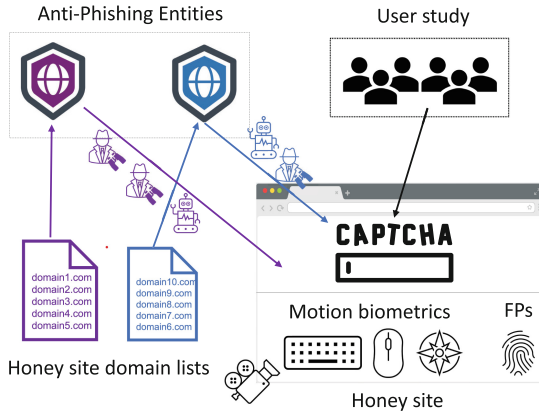 Anti-Phishing Entities
User study
CAPTCHA
domain1.com
domain2.com
domain3.com
domain4.com
domain5.com
domain10.com
domain9.com
domain8.com
domain7.com
domain6.com
Motion biometrics
FPs
Honey site domain lists
Honey site